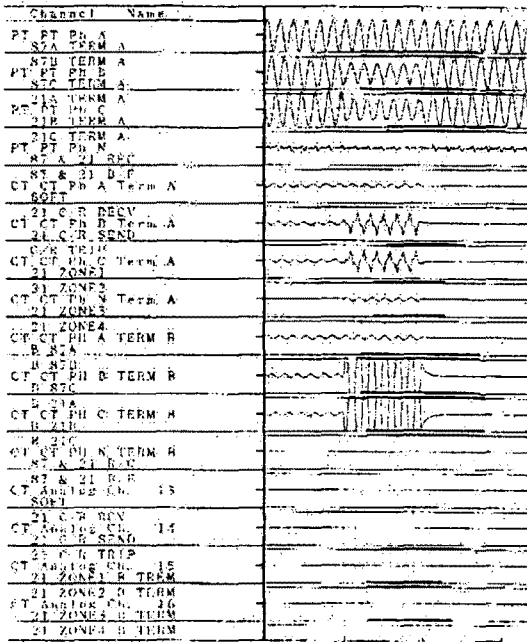 Channel Name
PT PT Ph A
87A TERM A
87B TERM A
PT PT Ph B
87C TERM A
21A TERM A
PT PT Ph C
21B TERM A
21C TERM A
PT PT Ph N
87 & 21 REC
87 & 21
CT CT Ph A Term A
SOFT
21 C/R RECV
CT CT Ph B Term A
21 C/R SEND
C/R TRIP
CT CT Ph C Term A
21 ZONE1
21 ZONE2
CT CT Ph N Term A
21 ZONE3
21 ZONE4
CT CT PH A TERM B
B 87A
B 87B
CT CT PH B TERM B
B 87C
B 21A
CT CT PH C TERM B
B 21B
B 21C
CT CT PH N TERM B
87 & 21
87 & 21
CT Analog Ch. 13
SOFT
21 C/R
CT Analog Ch. 14
C/R SEND
C/R TRIP
CT Analog Ch. 15
21 ZONE1 B TERM
21 ZONE2 B TERM
Analog Ch. 16
21 ZONE3 B TERM
21 ZONE4 B TERM